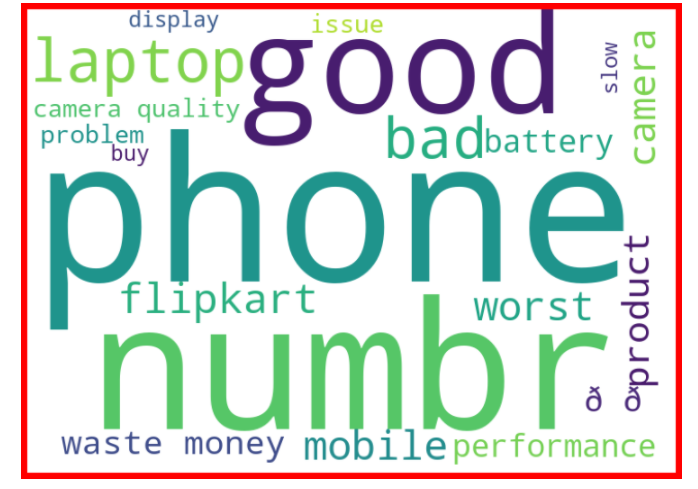 display
issue
laptop
good
slow
camera
camera quality
problem
buy
bad
battery
phone
flipkart
worst
product
numbr
waste money
mobile
performance